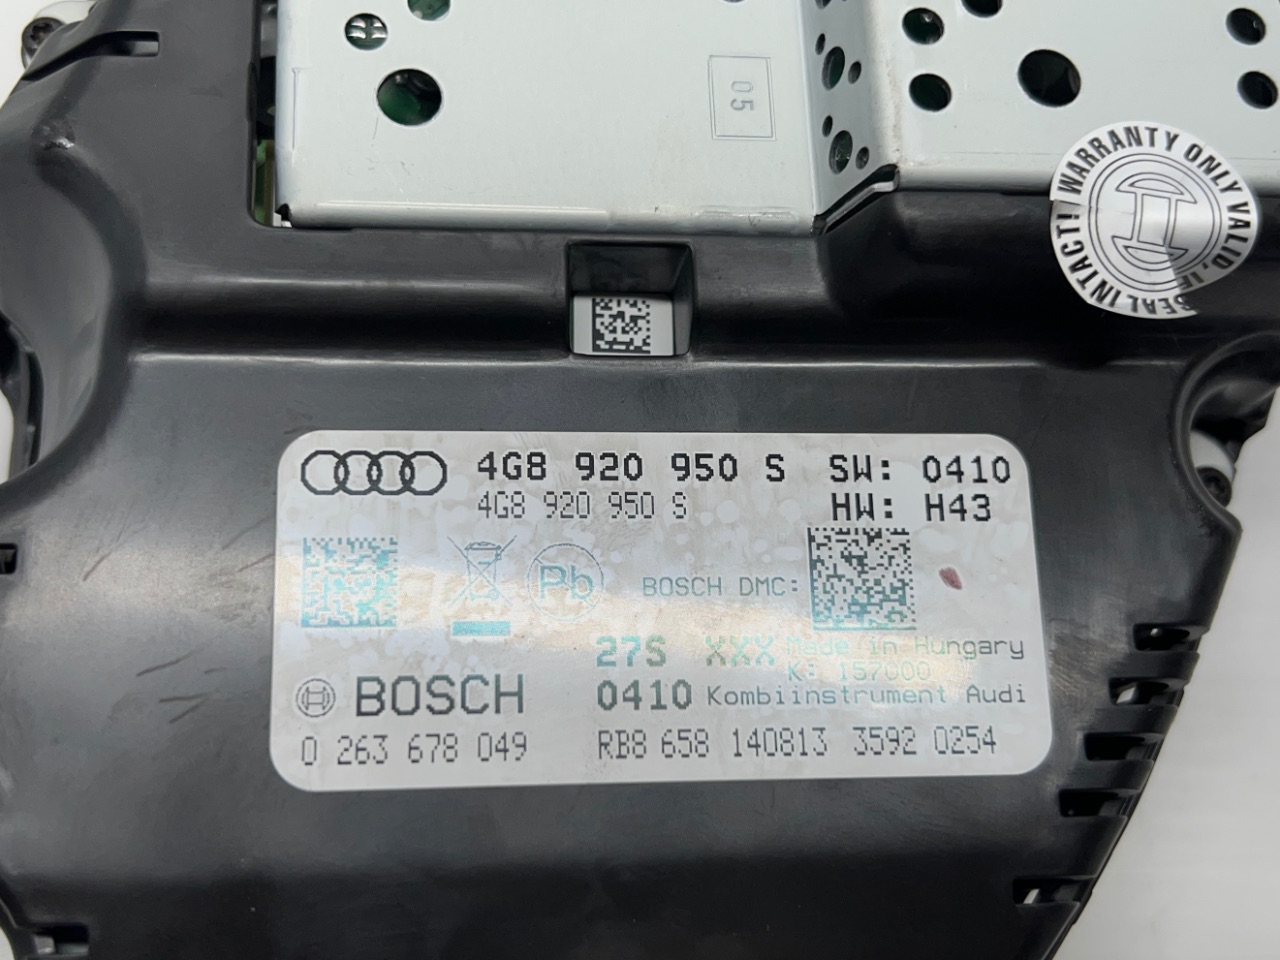 05
WARRANTY ONLY VALID, IF SEAL INTACT!
4G8 920 950 S SW: 0410
4G8 920 950 S HW: H43
Pb
BOSCH DMC:
27S XXX Made in Hungary
K: 157000
BOSCH 0410 Kombiinstrument Audi
0 263 678 049 RB8 658 140813 3592 0254